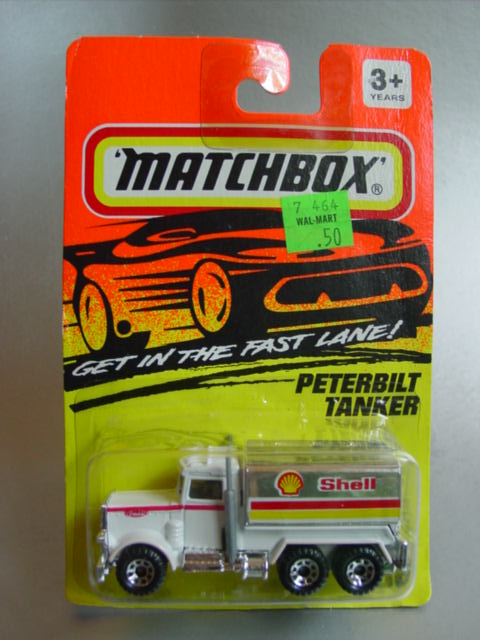 3+
YEARS
'MATCHBOX'®
7 464
WAL-MART
.50
GET IN THE FAST LANE!
PETERBILT
TANKER
Shell